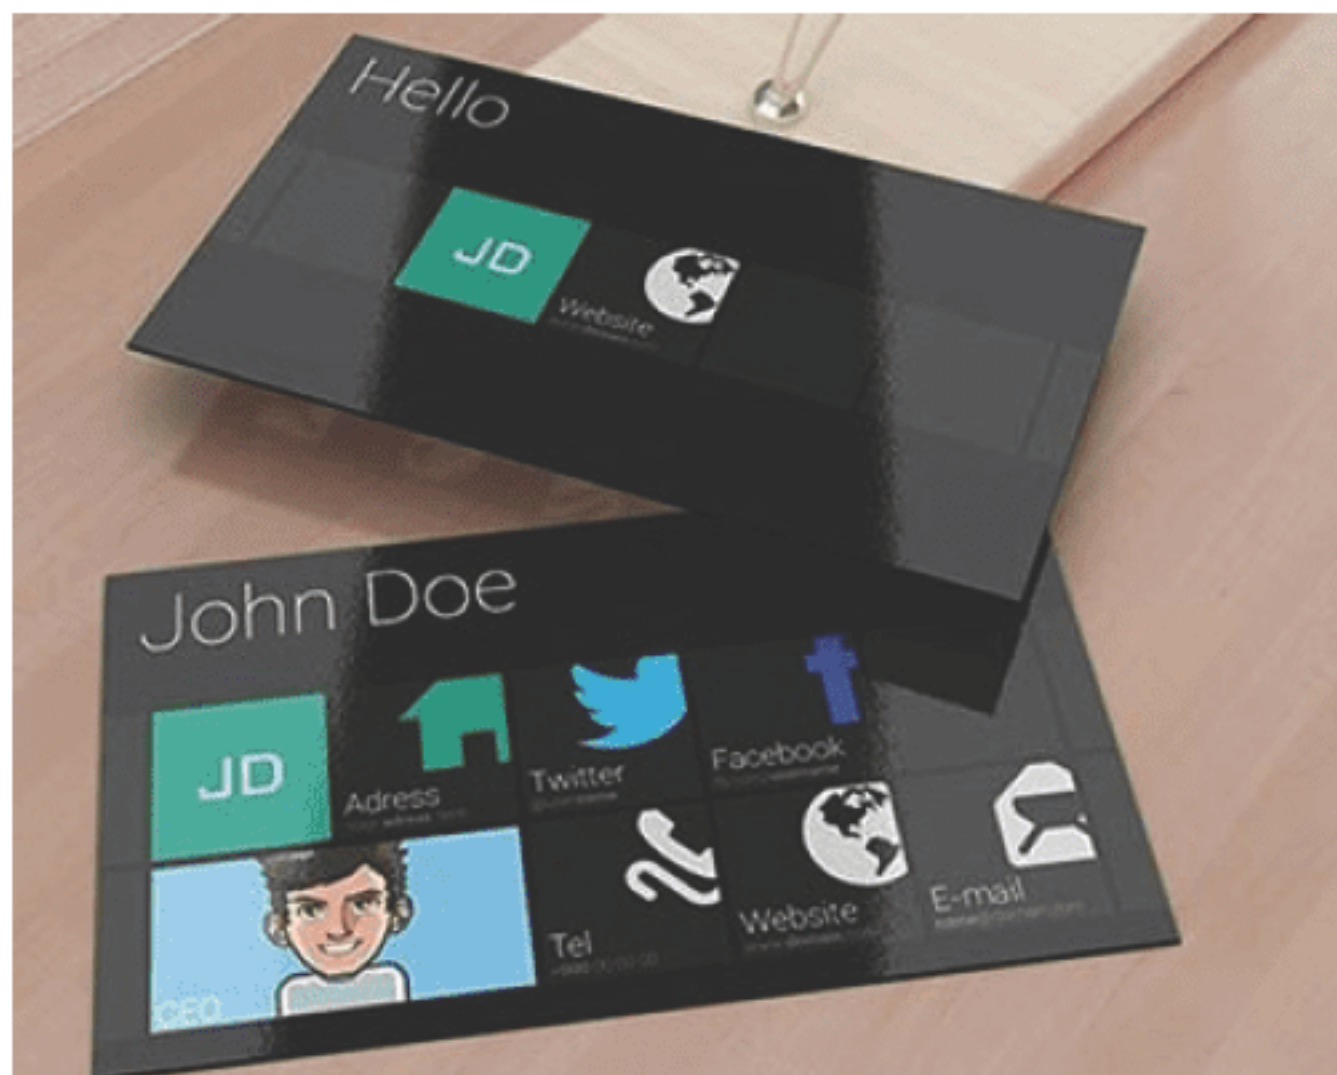 Hello
JD
Website
John Doe
JD
Adress
Twitter
Facebook
CEO
Tel
Website
E-mail